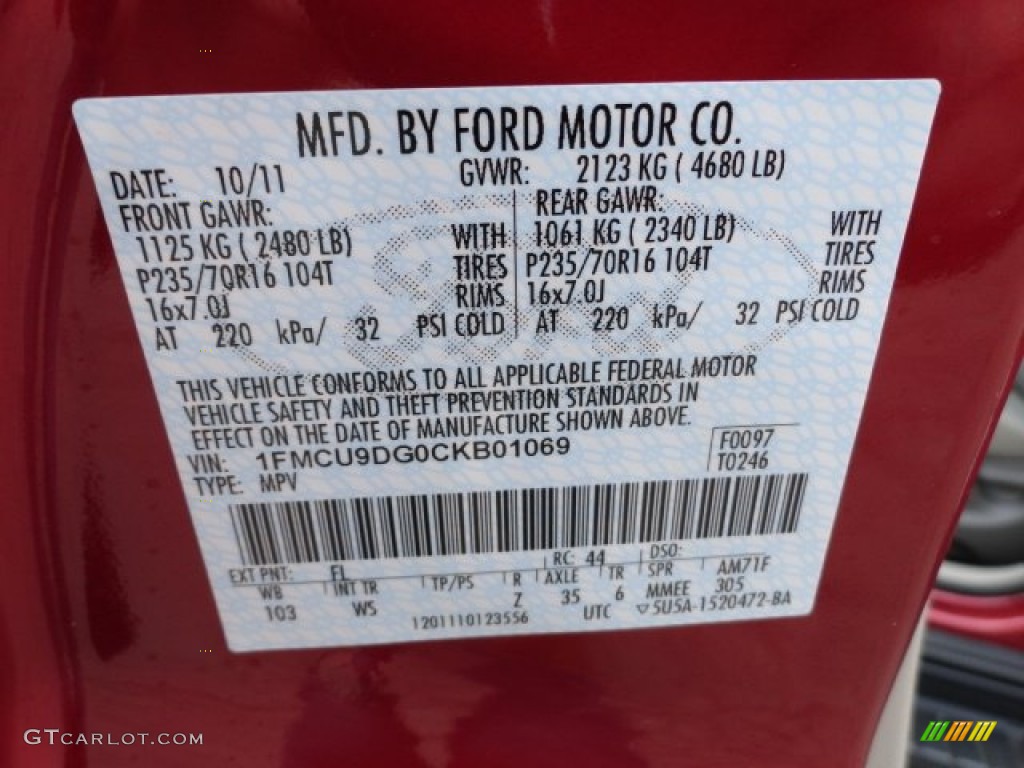 MFD. BY FORD MOTOR CO.
DATE: 10/11 GVWR: 2123 KG ( 4680 LB)
FRONT GAWR: REAR GAWR:
1125 KG ( 2480 LB) WITH 1061 KG ( 2340 LB) WITH
P235/70R16 104T TIRES P235/70R16 104T TIRES
16x7.0J RIMS 16x7.0J RIMS
AT 220 kPa/ 32 PSI COLD AT 220 kPa/ 32 PSI COLD
THIS VEHICLE CONFORMS TO ALL APPLICABLE FEDERAL MOTOR
VEHICLE SAFETY AND THEFT PREVENTION STANDARDS IN
EFFECT ON THE DATE OF MANUFACTURE SHOWN ABOVE.
VIN: 1FMCU9DG0CKB01069 F0097
TYPE: MPV T0246
EXT PNT: FL RC: 44 DSO: AM71F
WB INT TR TP/PS R AXLE TR SPR 305
103 WS Z 35 6 MMEE
1201110123556 UTC ▽5U5A-1520472-BA
GTCARLOT.COM